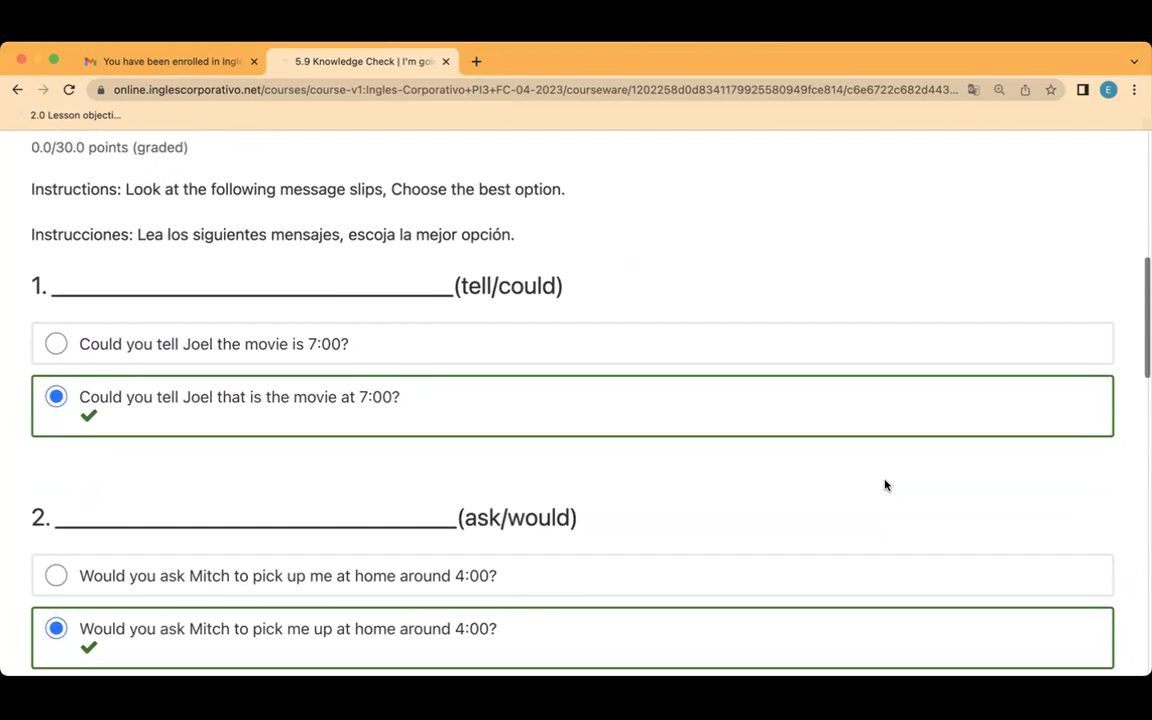 You have been enrolled in Ingl
5.9 Knowledge Check | I'm goi
online.inglescorporativo.net/courses/course-v1:Ingles-Corporativo+PI3+FC-04-2023/courseware/1202258d0d8341179925580949fce814/c6e6722c682d443...
E
2.0 Lesson objecti...
0.0/30.0 points (graded)
Instructions: Look at the following message slips, Choose the best option.
Instrucciones: Lea los siguientes mensajes, escoja la mejor opción.
1. ______________________________(tell/could)
Could you tell Joel the movie is 7:00?
Could you tell Joel that is the movie at 7:00?
2. ______________________________(ask/would)
Would you ask Mitch to pick up me at home around 4:00?
Would you ask Mitch to pick me up at home around 4:00?